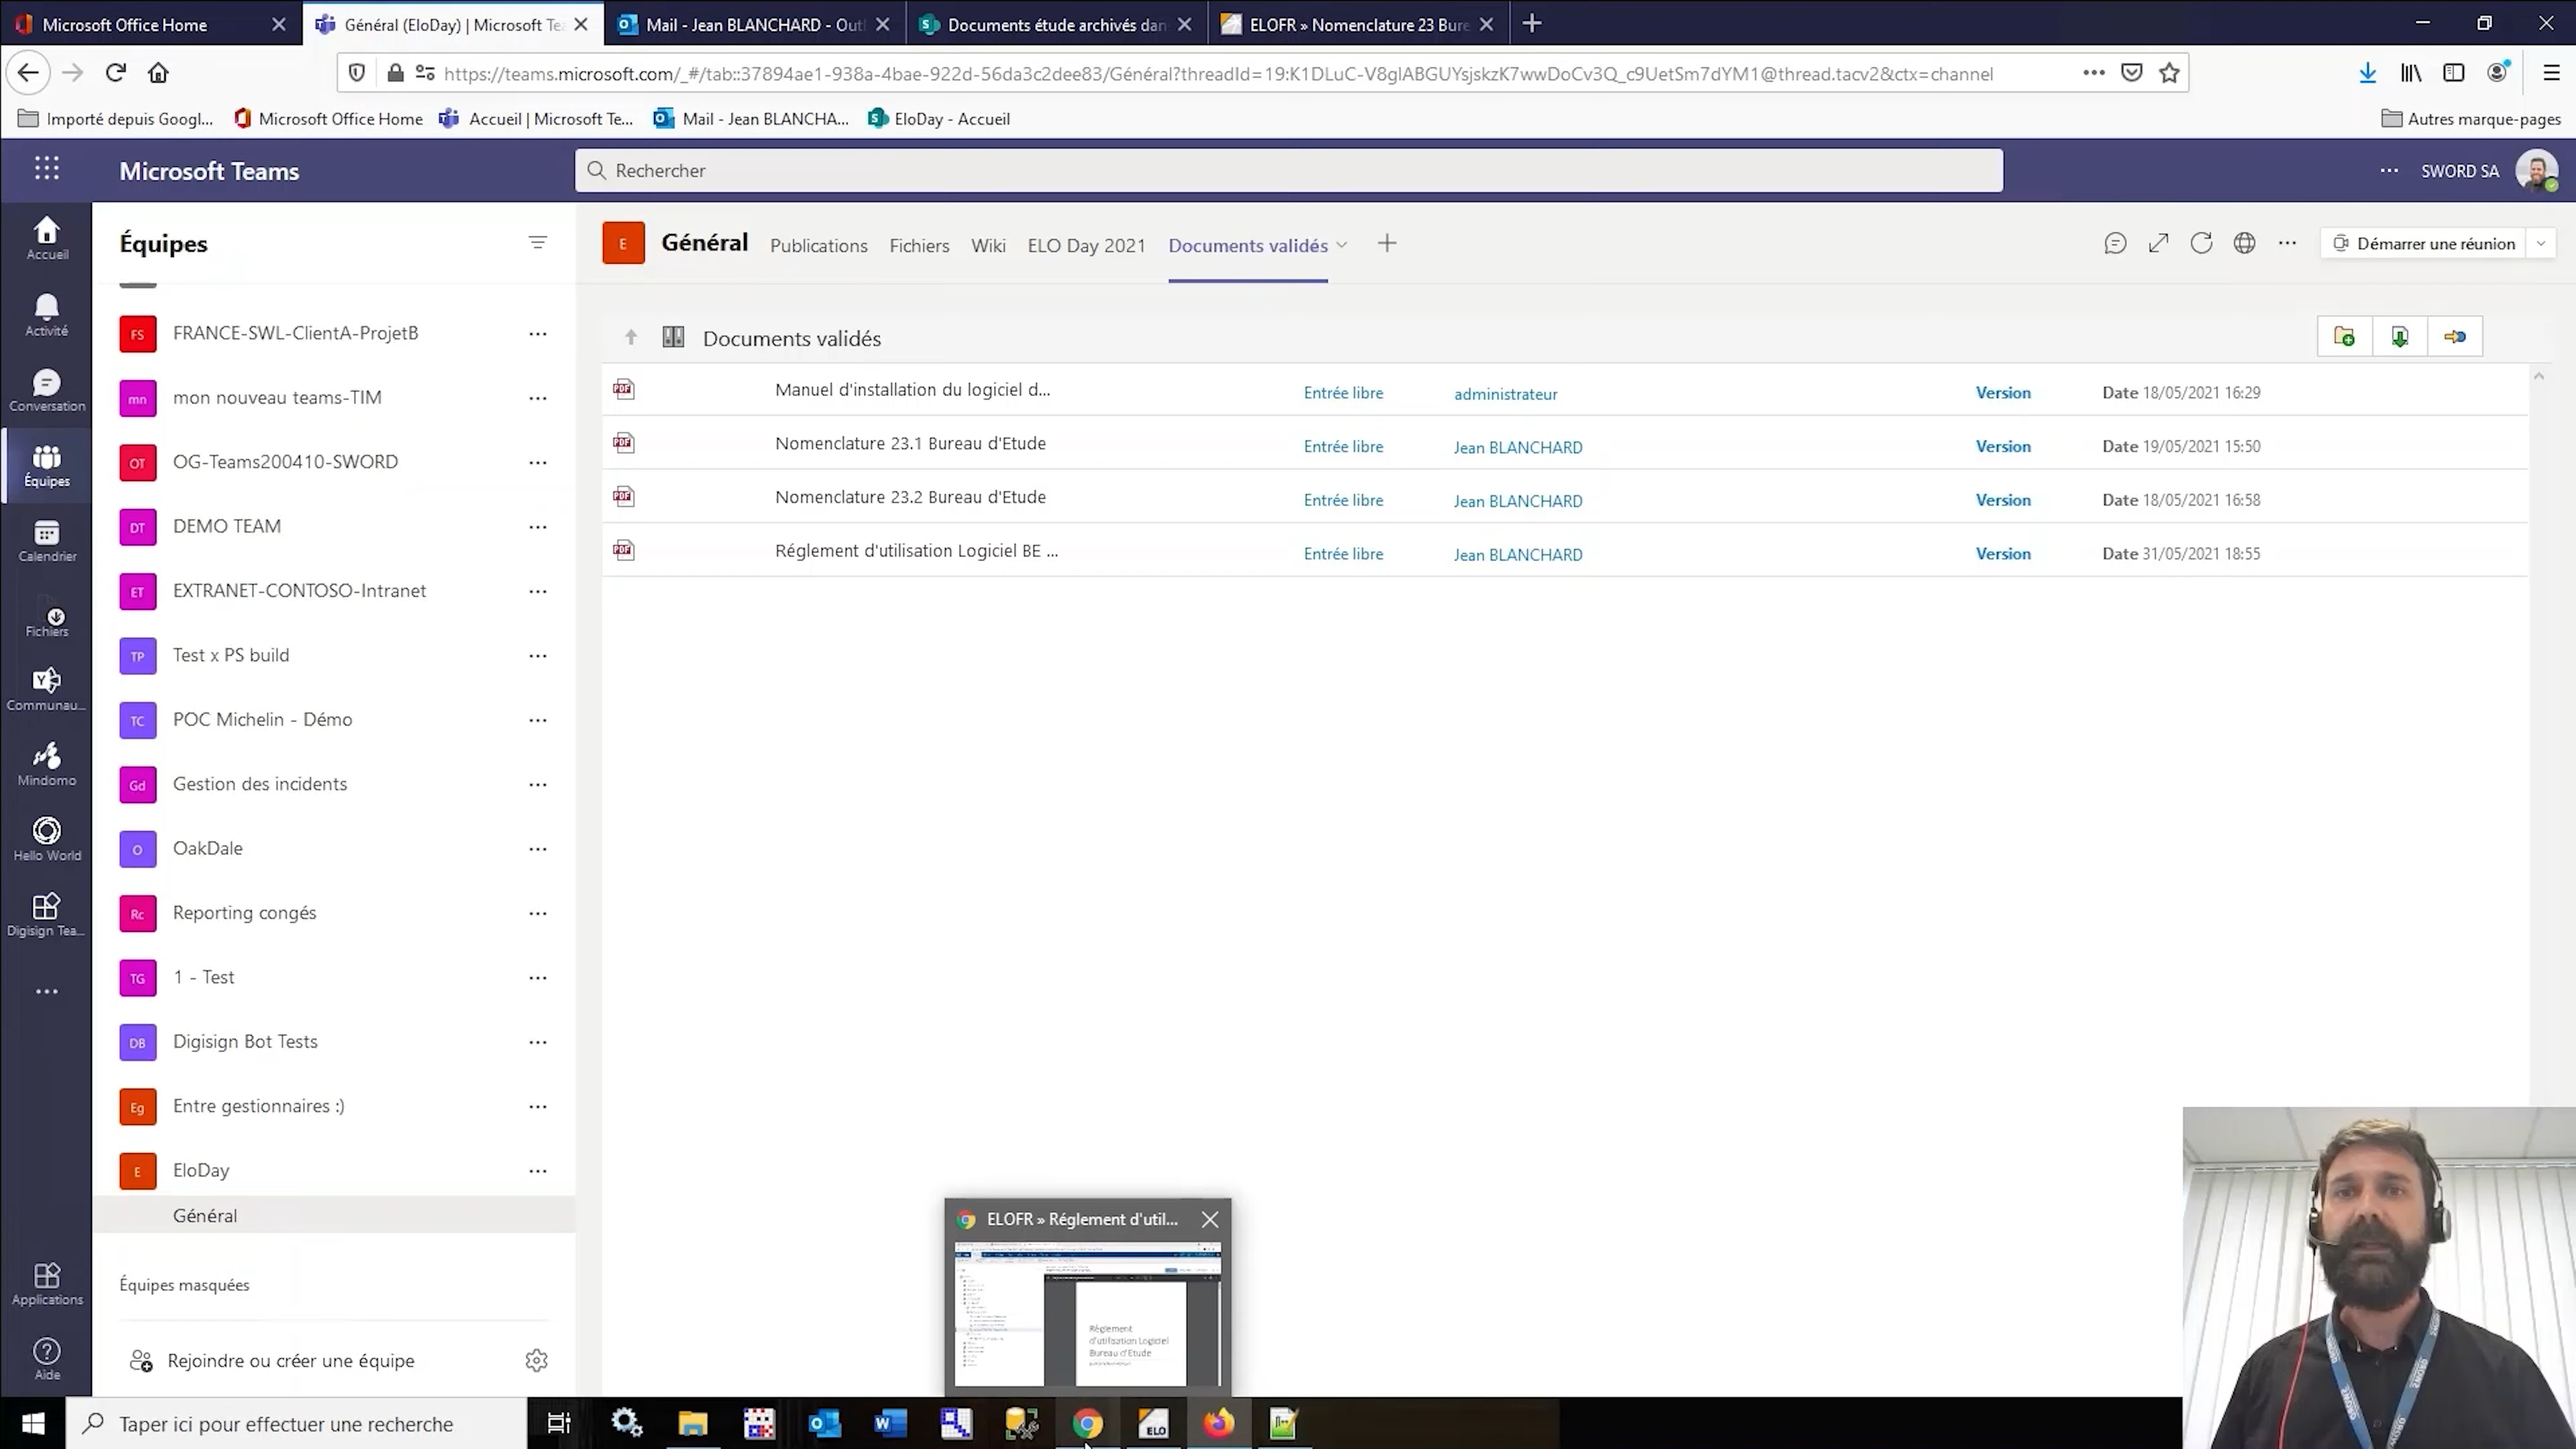 Microsoft Office Home
Général (EloDay) | Microsoft Te
Mail - Jean BLANCHARD - Out
Documents étude archivés dan
ELOFR » Nomenclature 23 Bure
https://teams.microsoft.com/_#/tab::37894ae1-938a-4bae-922d-56da3c2dee83/Général?threadId=19:K1DLuC-V8glABGUYsjskzK7wwDoCv3Q_c9UetSm7dYM1@thread.tacv2&ctx=channel
Importé depuis Googl...
Microsoft Office Home
Accueil | Microsoft Te...
Mail - Jean BLANCHA...
EloDay - Accueil
Autres marque-pages
Microsoft Teams
Rechercher
SWORD SA
Accueil
Activité
Conversation
Équipes
Calendrier
Fichiers
Communau...
Mindomo
Hello World
Digisign Tea...
Applications
Aide
Équipes
FS FRANCE-SWL-ClientA-ProjetB
mn mon nouveau teams-TIM
OT OG-Teams200410-SWORD
DT DEMO TEAM
ET EXTRANET-CONTOSO-Intranet
TP Test x PS build
TC POC Michelin - Démo
Gd Gestion des incidents
O OakDale
Rc Reporting congés
TG 1 - Test
DB Digisign Bot Tests
Eg Entre gestionnaires :)
E EloDay
Général
Équipes masquées
Rejoindre ou créer une équipe
E Général Publications Fichiers Wiki ELO Day 2021 Documents validés
Démarrer une réunion
Documents validés
PDF Manuel d'installation du logiciel d... Entrée libre administrateur Version Date 18/05/2021 16:29
PDF Nomenclature 23.1 Bureau d'Etude Entrée libre Jean BLANCHARD Version Date 19/05/2021 15:50
PDF Nomenclature 23.2 Bureau d'Etude Entrée libre Jean BLANCHARD Version Date 18/05/2021 16:58
PDF Réglement d'utilisation Logiciel BE ... Entrée libre Jean BLANCHARD Version Date 31/05/2021 18:55
ELOFR » Réglement d'util...
Réglement
d'utilisation Logiciel
Bureau d'Etude
Taper ici pour effectuer une recherche
ELO